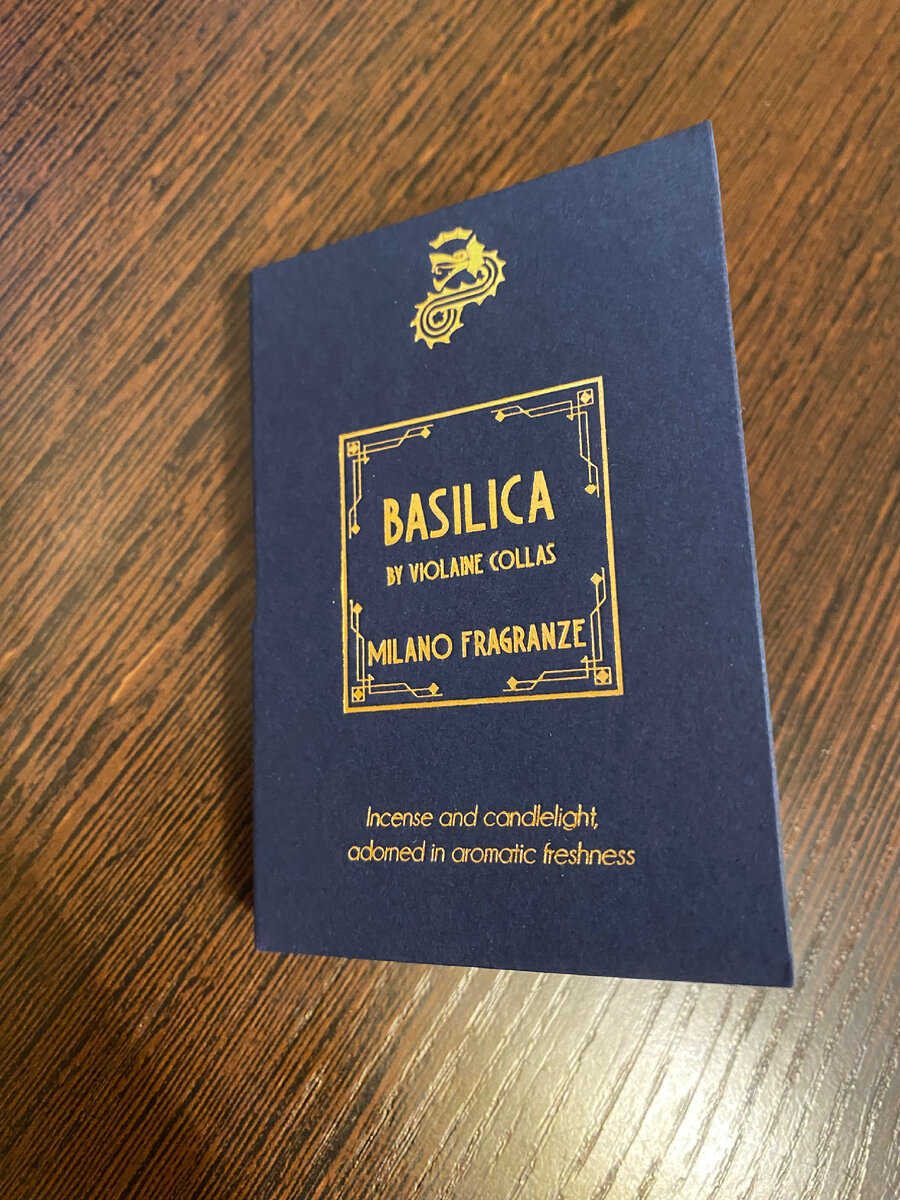 BASILICA
BY VIOLAINE COLLAS
MILANO FRAGRANZE
Incense and candlelight,
adorned in aromatic freshness